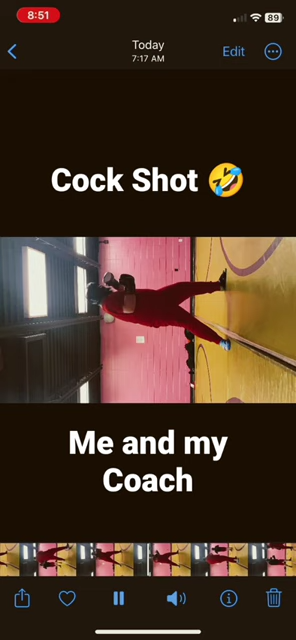 8:51
89
Today
7:17 AM
Edit
Cock Shot 🤣
Me and my
Coach